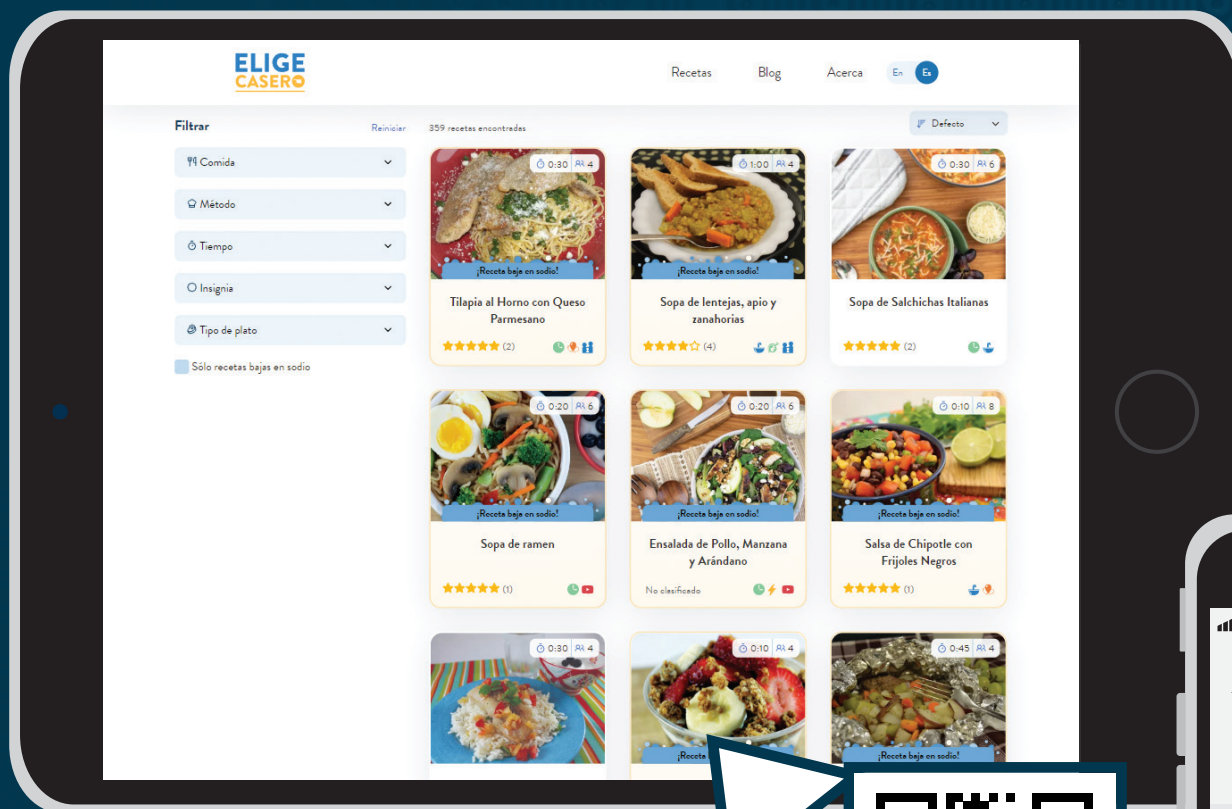 ELIGE
CASERO
Recetas Blog Acerca En Es
Filtrar Reiniciar 359 recetas encontradas Defecto
Comida
Método
Tiempo
Insignia
Tipo de plato
Sólo recetas bajas en sodio
0:30 4
¡Receta baja en sodio!
Tilapia al Horno con Queso
Parmesano
(2)
1:00 4
¡Receta baja en sodio!
Sopa de lentejas, apio y
zanahorias
(4)
0:30 6
Sopa de Salchichas Italianas
(2)
0:20 6
¡Receta baja en sodio!
Sopa de ramen
(1)
0:20 6
¡Receta baja en sodio!
Ensalada de Pollo, Manzana
y Arándano
No clasificado
0:10 8
¡Receta baja en sodio!
Salsa de Chipotle con
Frijoles Negros
(1)
0:30 4
0:10 4
¡Receta
0:45 4
¡Receta baja en sodio!